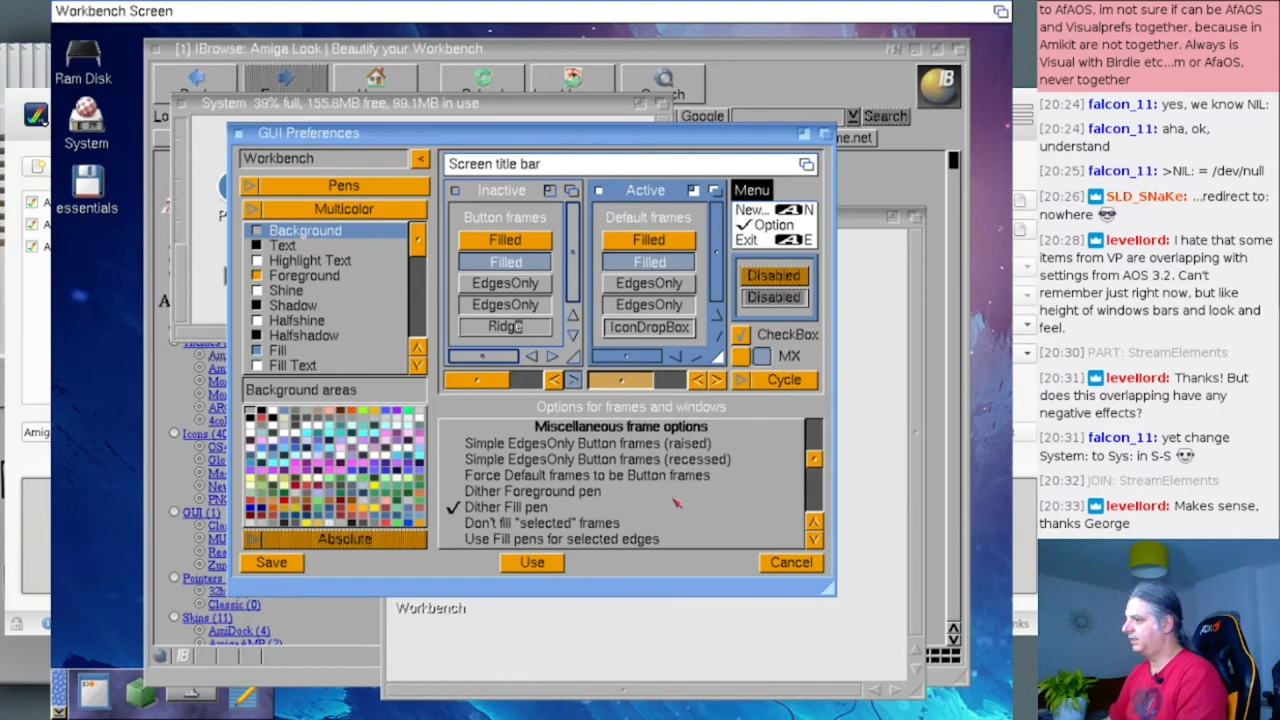 Workbench Screen
[1] IBrowse: Amiga Look | Beautify your Workbench
Ram Disk
System
essentials
System 39% full, 155.8MB free, 99.1MB in use
Google
Search
me.net
GUI Preferences
Workbench
Pens
Multicolor
Background
Text
Highlight Text
Foreground
Shine
Shadow
Halfshine
Halfshadow
Fill
Fill Text
Background areas
Absolute
Screen title bar
Inactive
Button frames
Filled
Filled
EdgesOnly
EdgesOnly
Ridge
Active
Default frames
Filled
Filled
EdgesOnly
EdgesOnly
IconDropBox
Menu
New... N
Option
Exit E
Disabled
Disabled
CheckBox
MX
Cycle
Options for frames and windows
Miscellaneous frame options
Simple EdgesOnly Button frames (raised)
Simple EdgesOnly Button frames (recessed)
Force Default frames to be Button frames
Dither Foreground pen
Dither Fill pen
Don't fill "selected" frames
Use Fill pens for selected edges
Save
Use
Cancel
Workbench
GUI (1)
Pointers
Classic (0)
Skins (11)
AmiDock (4)
to AfAOS, im not sure if can be AfAOS
and Visualprefs together, because in
Amikit are not together. Always is
Visual with Birdie etc...m or AfaOS,
never together
[20:24] falcon_11: yes, we know NIL:
[20:24] falcon_11: aha, ok,
understand
[20:25] falcon_11: >NIL: = /dev/null
[20:26] SLD_SNaKe: ...redirect to
nowhere
[20:28] levellord: I hate that some
items from VP are overlapping with
settings from AOS 3.2. Can't
remember just right now, but like
height of windows bars and look and
feel.
[20:30] PART: StreamElements
[20:31] levellord: Thanks! But
does this overlapping have any
negative effects?
[20:31] falcon_11: yet change
System: to Sys: in S-S
[20:32] JOIN: StreamElements
[20:33] levellord: Makes sense,
thanks George